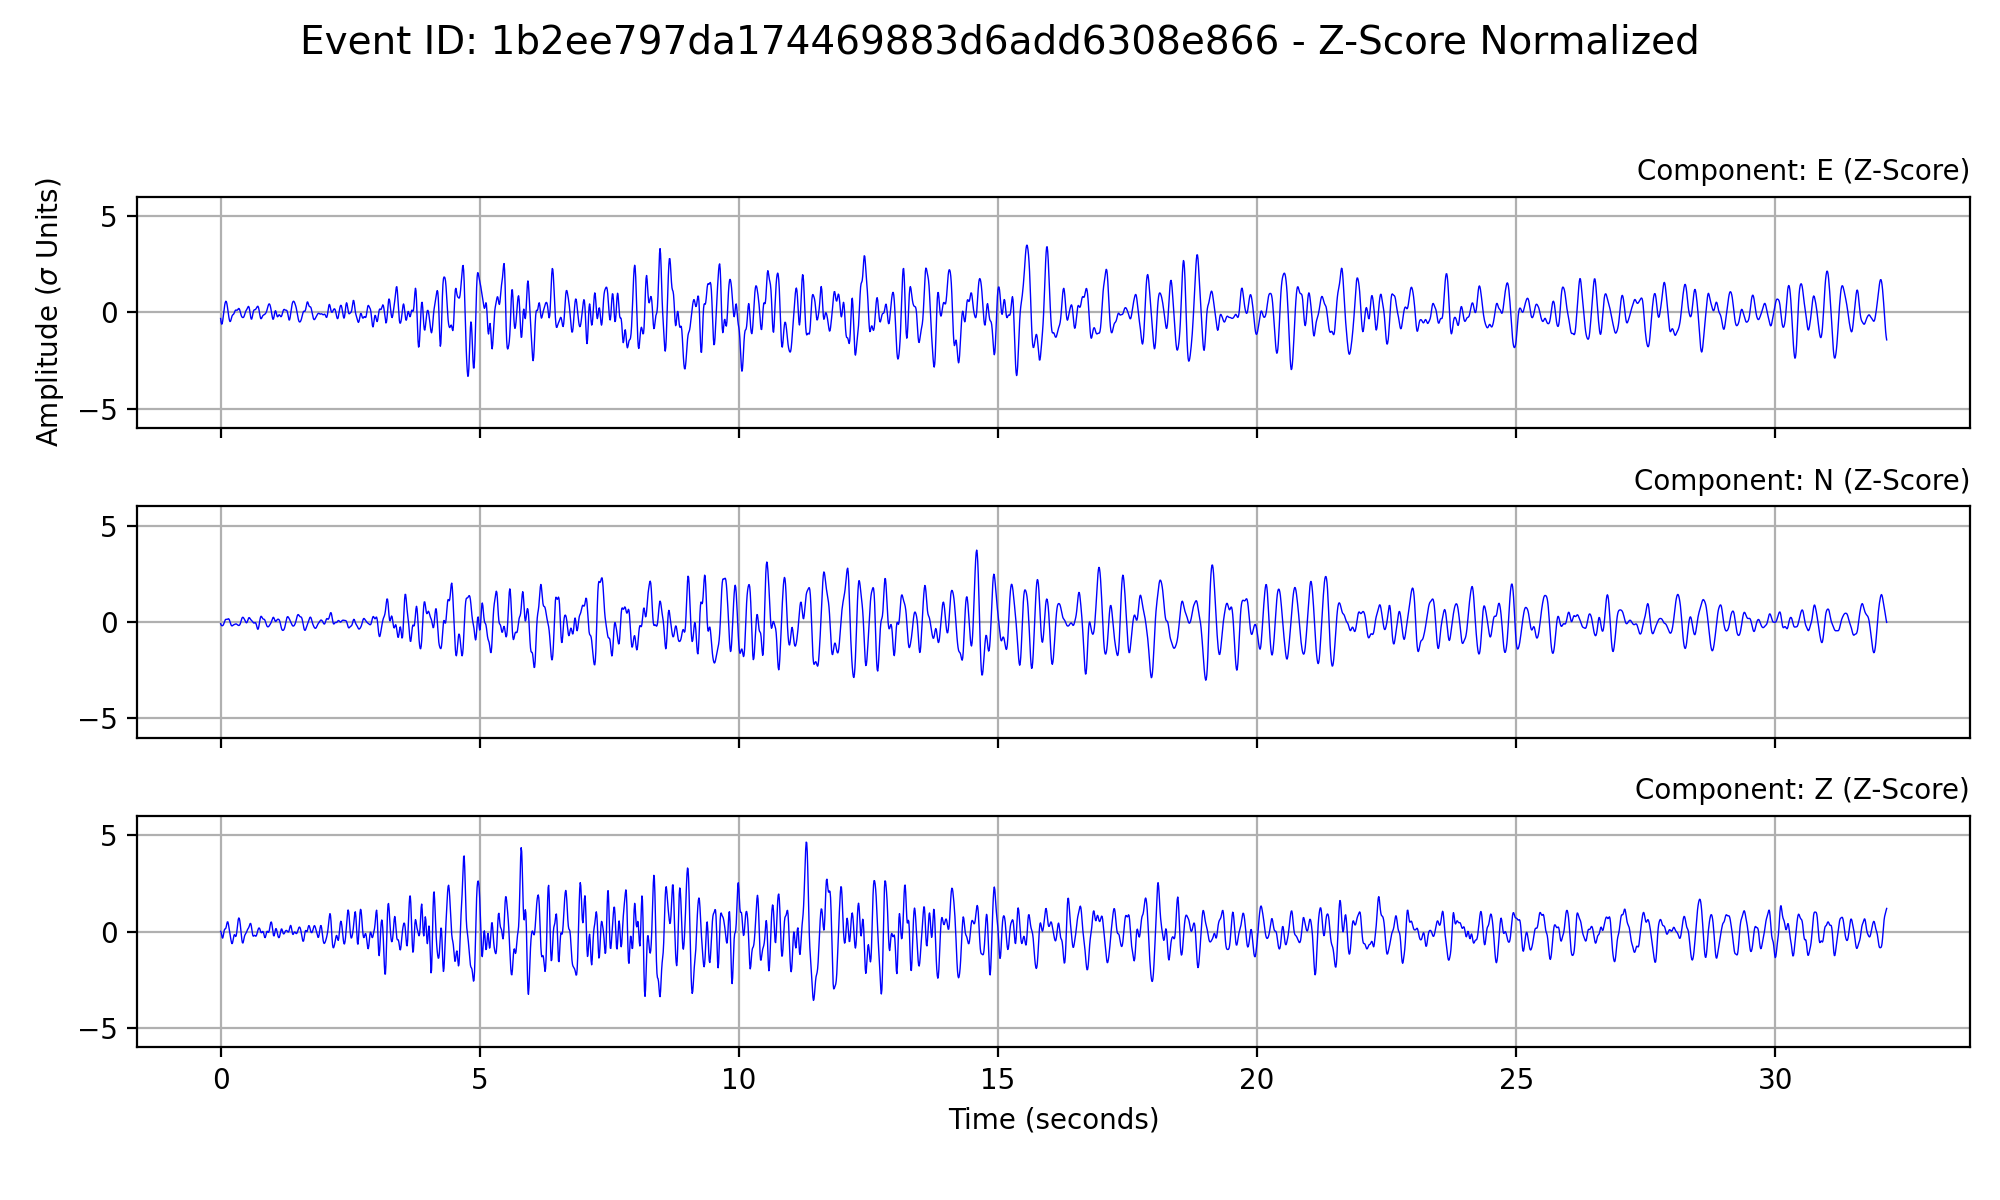 Event ID: 1b2ee797da174469883d6add6308e866 - Z-Score Normalized
Component: E (Z-Score)
Amplitude (σ Units)
5
0
−5
Component: N (Z-Score)
5
0
−5
Component: Z (Z-Score)
5
0
−5
0 5 10 15 20 25 30
Time (seconds)